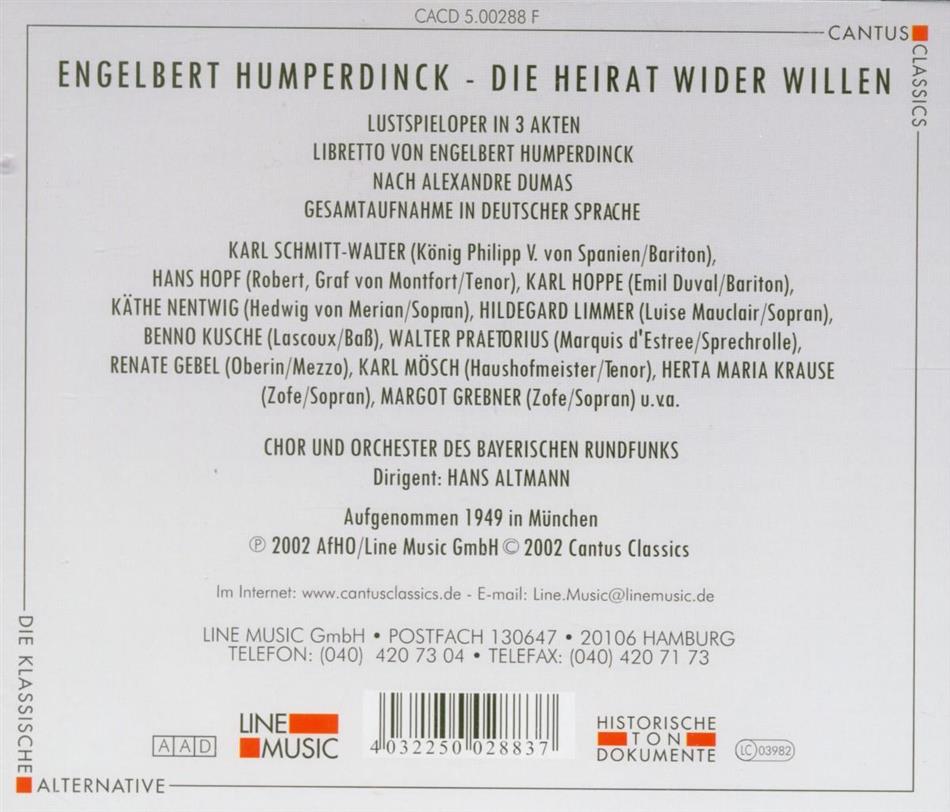 CACD 5.00288 F
CANTUS
CLASSICS
ENGELBERT HUMPERDINCK - DIE HEIRAT WIDER WILLEN
LUSTSPIELOPER IN 3 AKTEN
LIBRETTO VON ENGELBERT HUMPERDINCK
NACH ALEXANDRE DUMAS
GESAMTAUFNAHME IN DEUTSCHER SPRACHE
KARL SCHMITT-WALTER (König Philipp V. von Spanien/Bariton),
HANS HOPF (Robert, Graf von Montfort/Tenor), KARL HOPPE (Emil Duval/Bariton),
KÄTHE NENTWIG (Hedwig von Merian/Sopran), HILDEGARD LIMMER (Luise Mauclair/Sopran),
BENNO KUSCHE (Lascoux/Baß), WALTER PRAETORIUS (Marquis d'Estree/Sprechrolle),
RENATE GEBEL (Oberin/Mezzo), KARL MÖSCH (Haushofmeister/Tenor), HERTA MARIA KRAUSE
(Zofe/Sopran), MARGOT GREBNER (Zofe/Sopran) u.v.a.
CHOR UND ORCHESTER DES BAYERISCHEN RUNDFUNKS
Dirigent: HANS ALTMANN
Aufgenommen 1949 in München
℗ 2002 AfHO/Line Music GmbH © 2002 Cantus Classics
Im Internet: www.cantusclassics.de - E-mail: Line.Music@linemusic.de
LINE MUSIC GmbH • POSTFACH 130647 • 20106 HAMBURG
TELEFON: (040) 420 73 04 • TELEFAX: (040) 420 71 73
DIE KLASSISCHE
ALTERNATIVE
AAD
LINE
MUSIC
4032250028837
HISTORISCHE
TON
DOKUMENTE
LC 03982